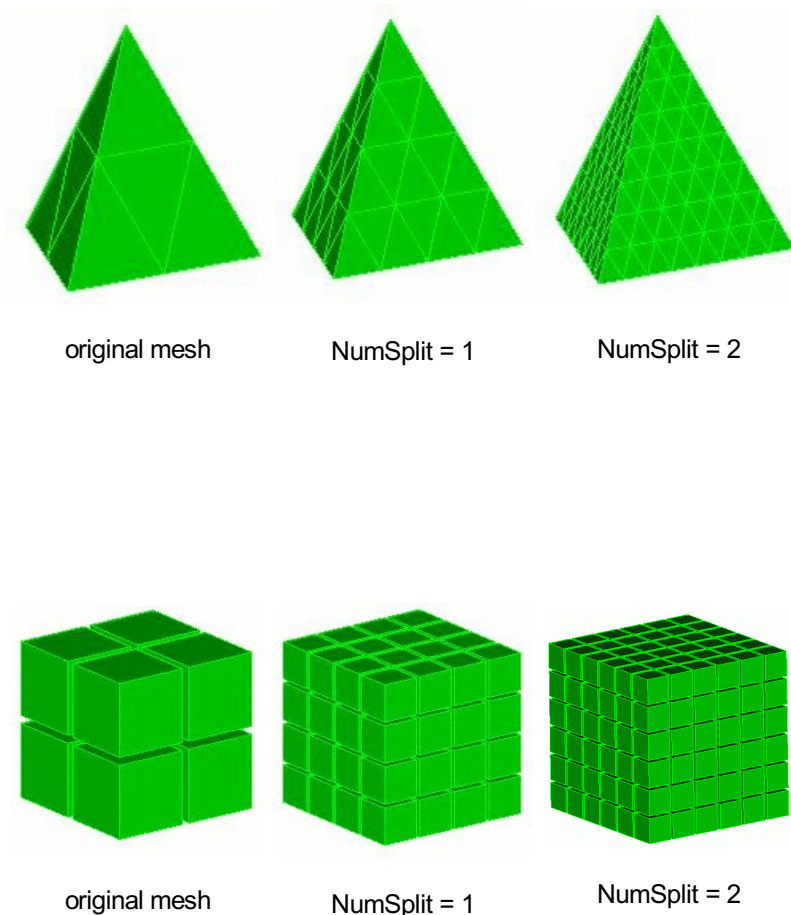 original mesh
NumSplit = 1
NumSplit = 2
original mesh
NumSplit = 1
NumSplit = 2